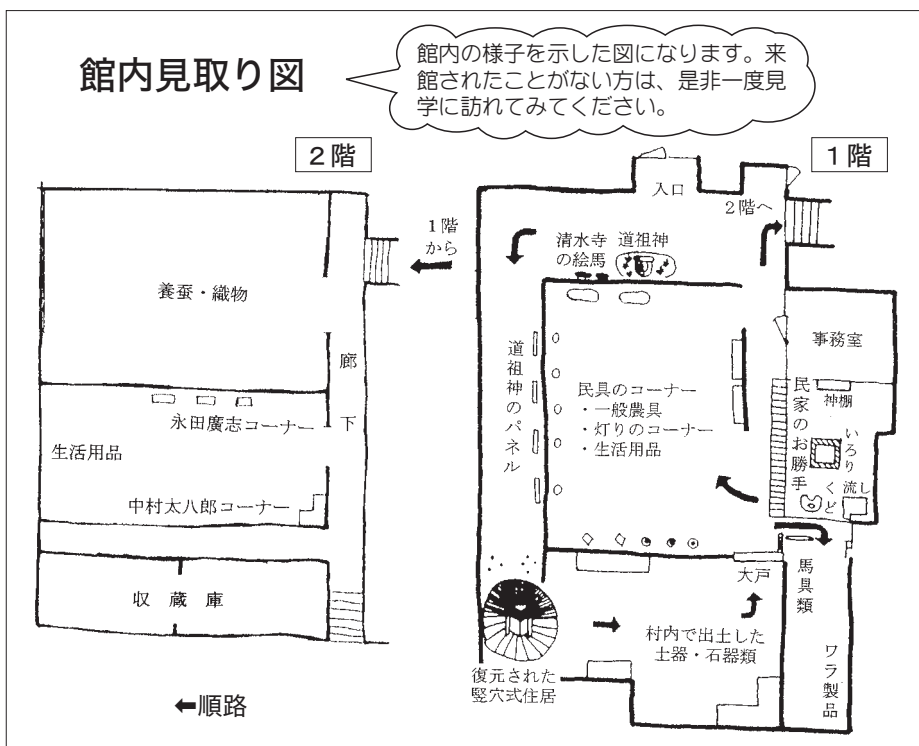 館内見取り図
館内の様子を示した図になります。来
館されたことがない方は、是非一度見
学に訪れてみてください。
2階
1階
から
養蚕・織物
廊下
永田廣志コーナー
生活用品
中村太八郎コーナー
収蔵庫
←順路
1階
入口
2階へ
清水寺
の絵馬
道祖神
道祖神のパネル
民具のコーナー
・一般農具
・灯りのコーナー
・生活用品
事務室
民家のお勝手
神棚
いろり
くど
流し
大戸
馬具類
ワラ製品
村内で出土した
土器・石器類
復元された
竪穴式住居